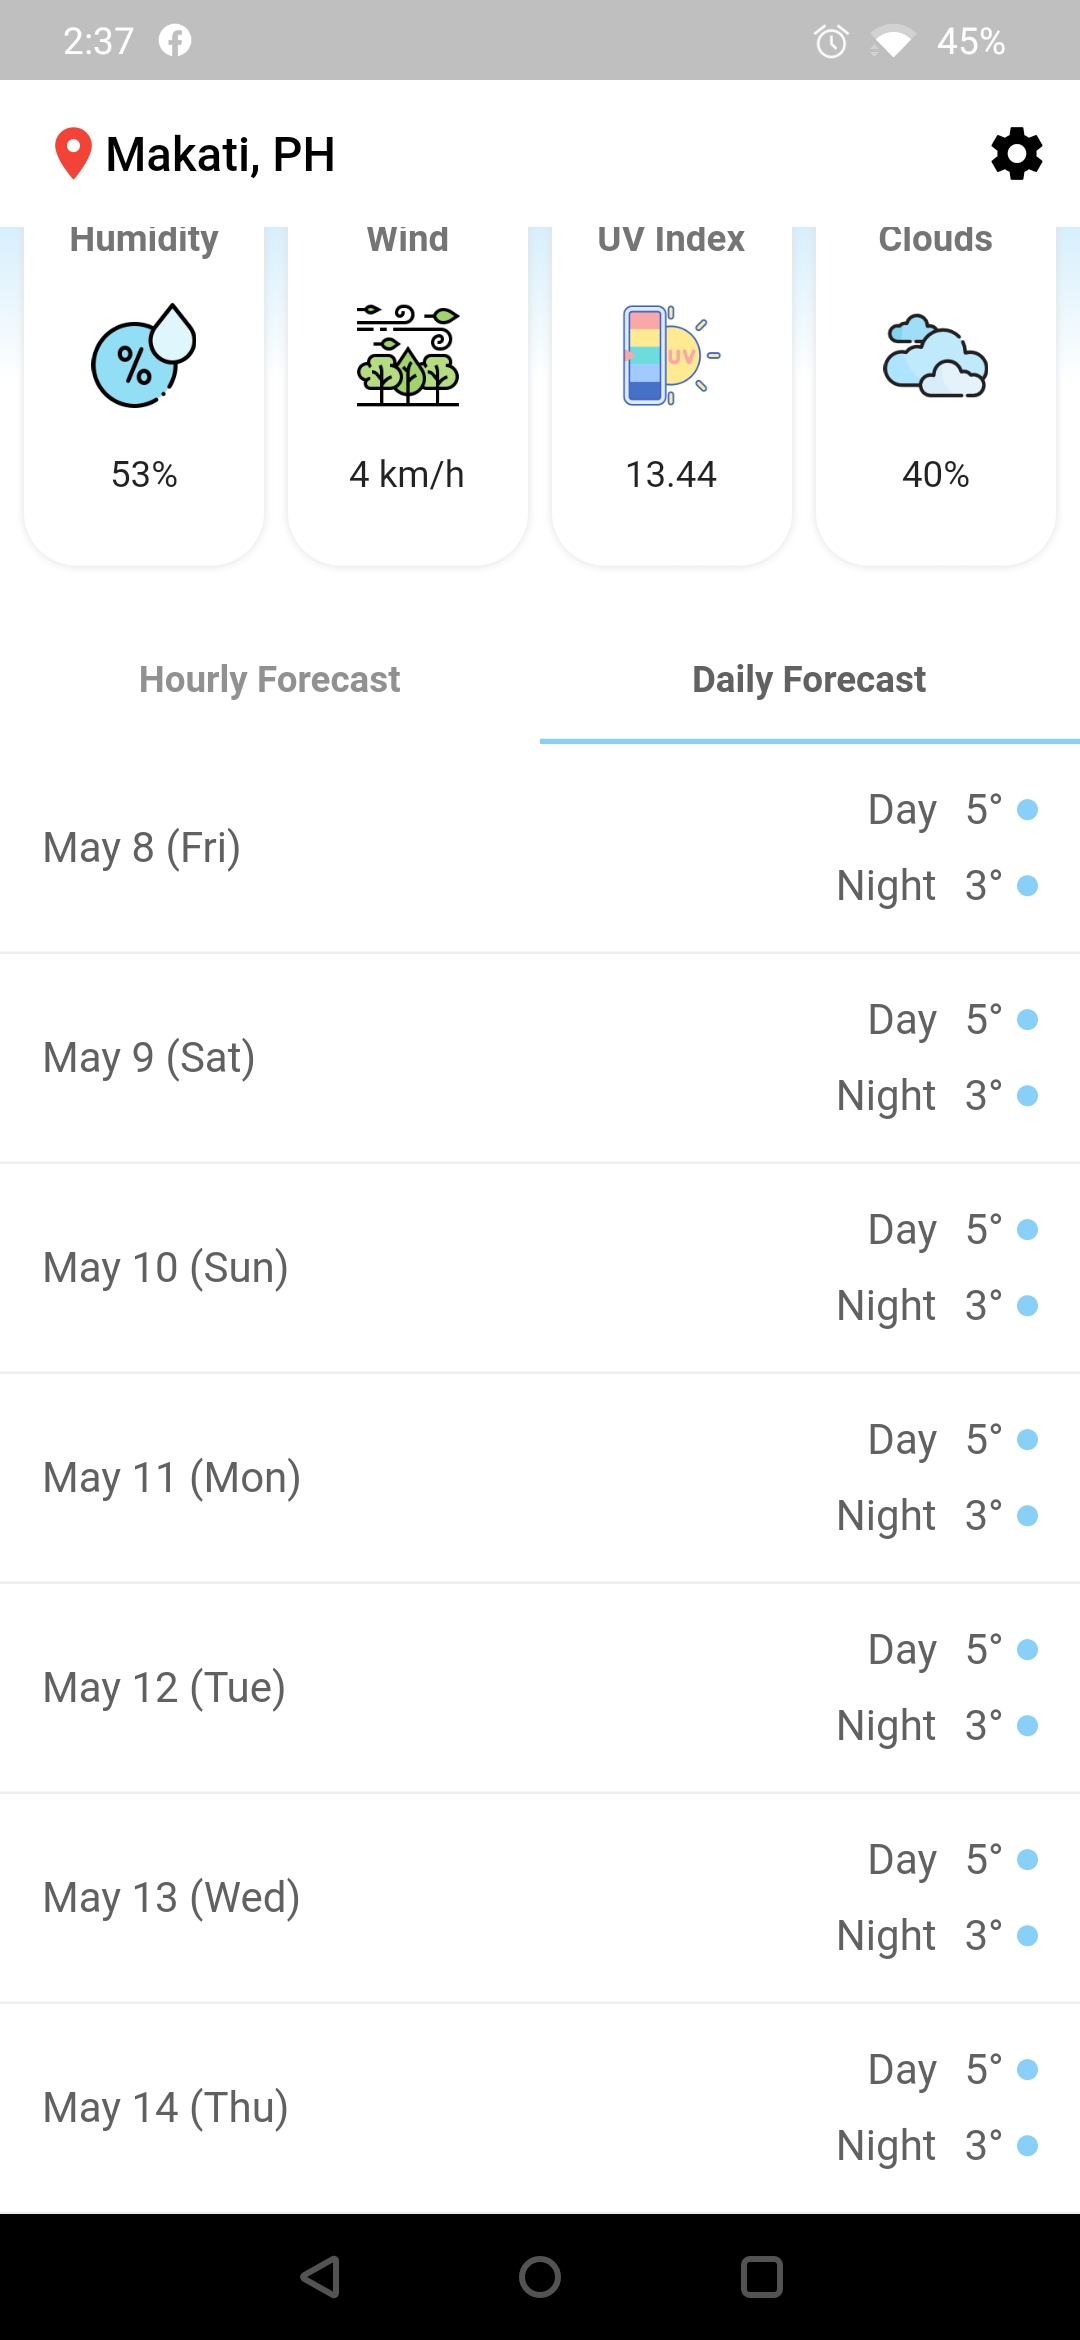 2:37 45%
Makati, PH
Humidity Wind UV Index Clouds
% UV
53% 4 km/h 13.44 40%
Hourly Forecast Daily Forecast
Day 5°
May 8 (Fri)
Night 3°
Day 5°
May 9 (Sat)
Night 3°
Day 5°
May 10 (Sun)
Night 3°
Day 5°
May 11 (Mon)
Night 3°
Day 5°
May 12 (Tue)
Night 3°
Day 5°
May 13 (Wed)
Night 3°
Day 5°
May 14 (Thu)
Night 3°